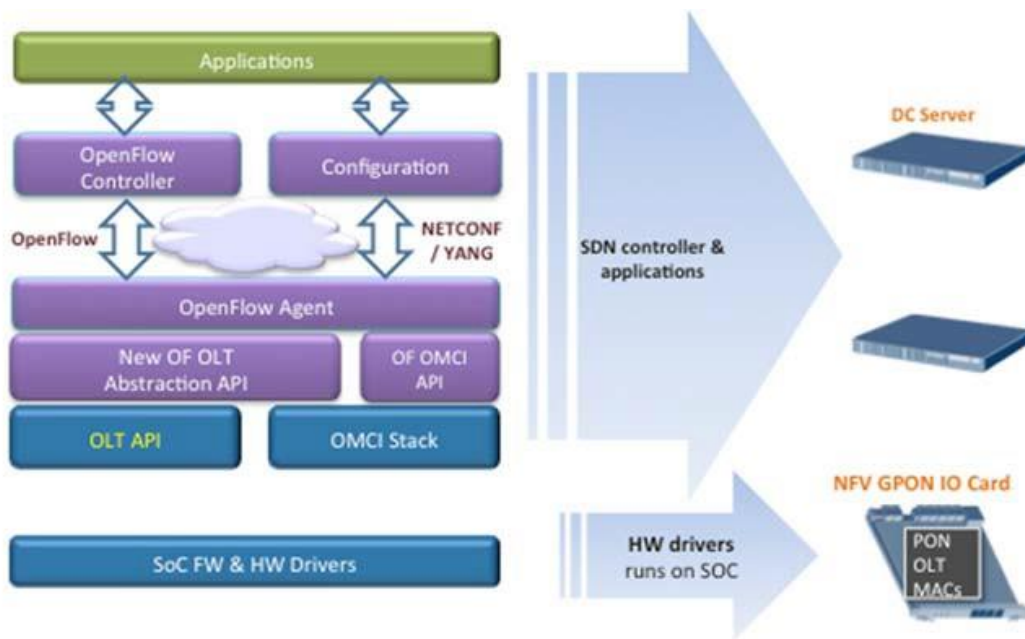 Applications
OpenFlow
Controller
Configuration
OpenFlow
NETCONF
/ YANG
OpenFlow Agent
New OF OLT
Abstraction API
OF OMCI
API
OLT API
OMCI Stack
SoC FW & HW Drivers
SDN controller &
applications
HW drivers
runs on SOC
DC Server
NFV GPON IO Card
PON
OLT
MACs